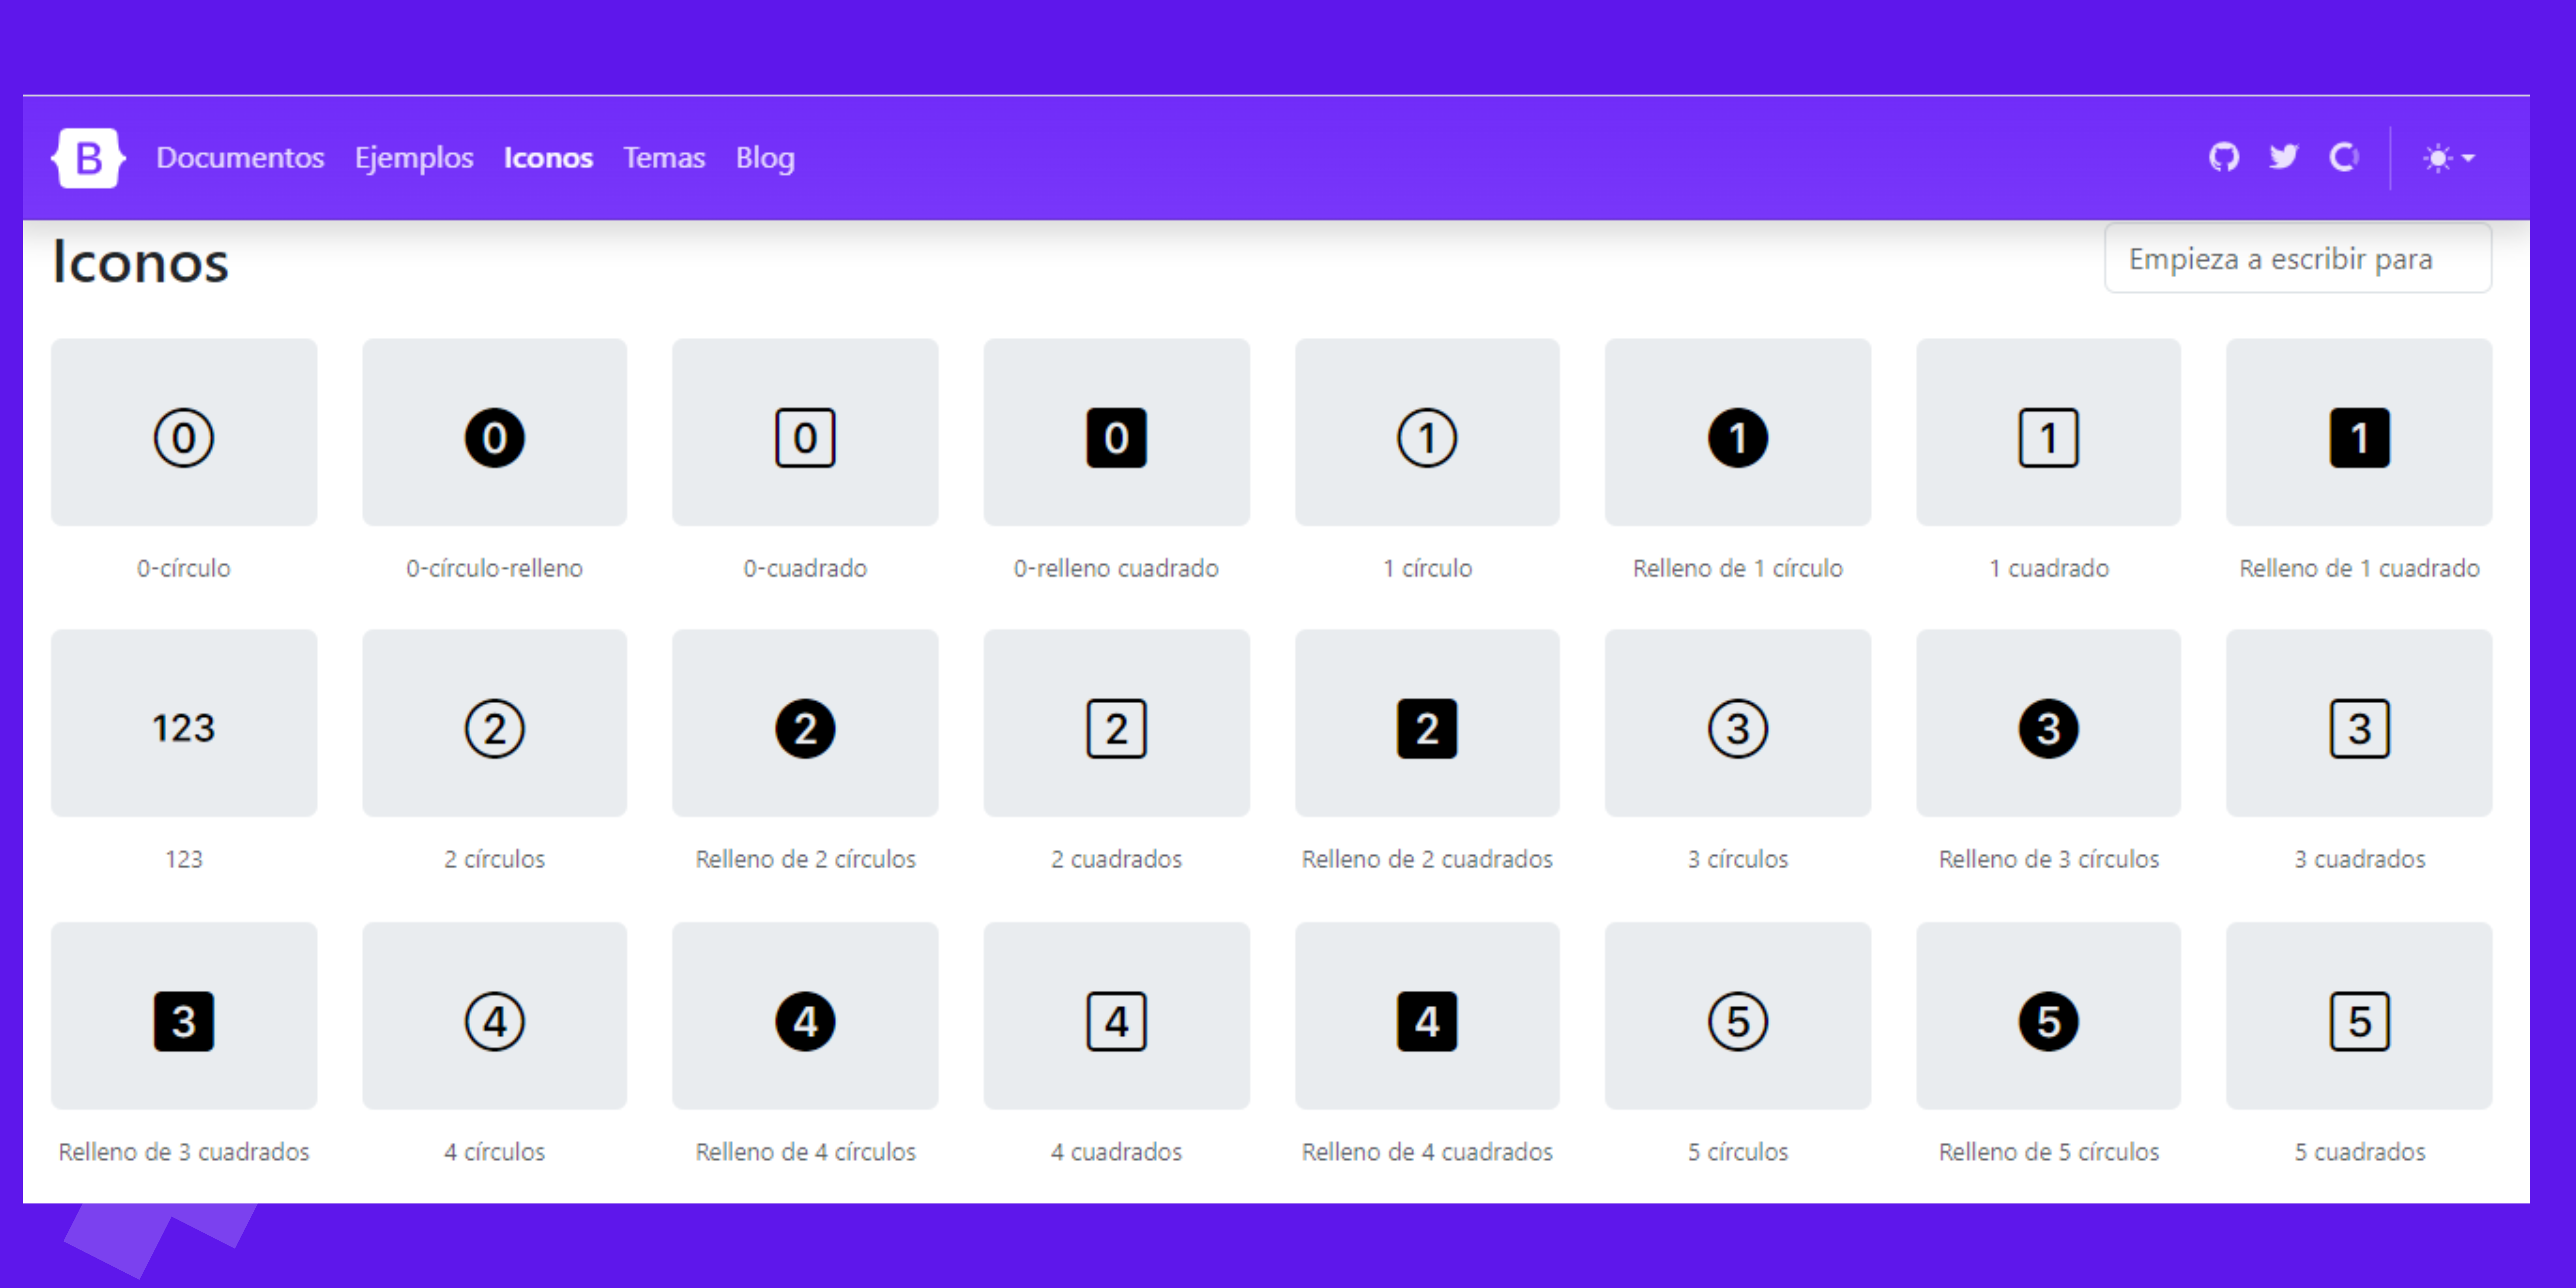 B Documentos Ejemplos Iconos Temas Blog
Iconos
Empieza a escribir para
0 0 0 0 1 1 1 1
0-círculo 0-círculo-relleno 0-cuadrado 0-relleno cuadrado 1 círculo Relleno de 1 círculo 1 cuadrado Relleno de 1 cuadrado
123 2 2 2 2 3 3 3
123 2 círculos Relleno de 2 círculos 2 cuadrados Relleno de 2 cuadrados 3 círculos Relleno de 3 círculos 3 cuadrados
3 4 4 4 4 5 5 5
Relleno de 3 cuadrados 4 círculos Relleno de 4 círculos 4 cuadrados Relleno de 4 cuadrados 5 círculos Relleno de 5 círculos 5 cuadrados